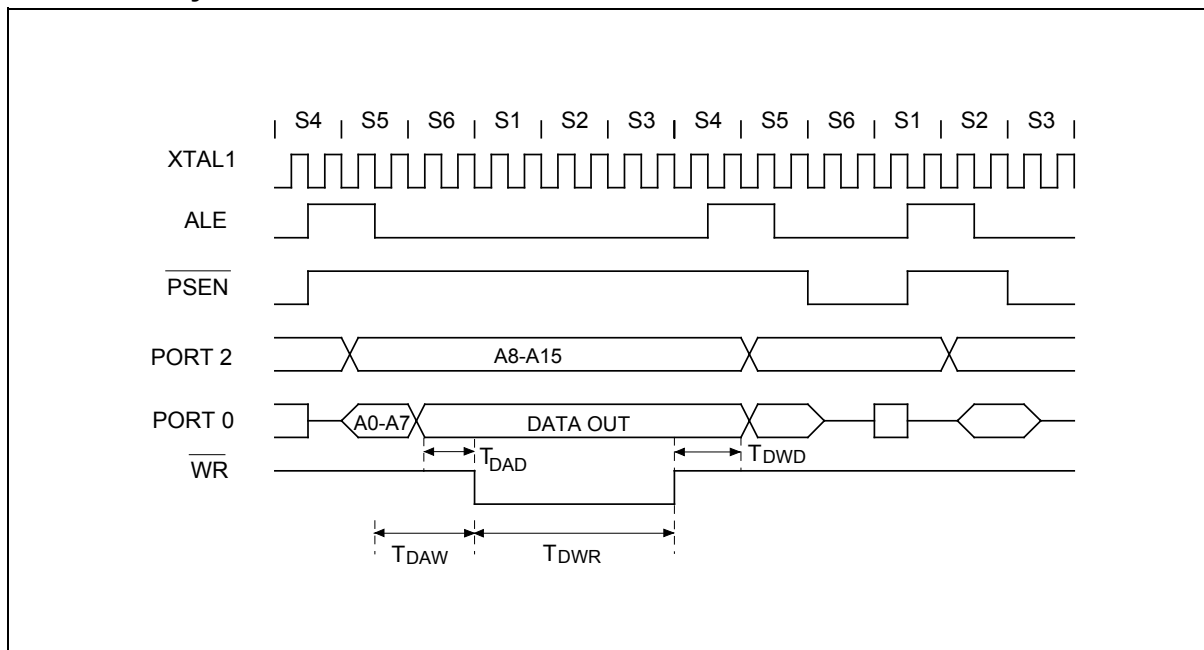 S4 S5 S6 S1 S2 S3 S4 S5 S6 S1 S2 S3
XTAL1
ALE
PSEN
PORT 2 A8-A15
PORT 0 A0-A7 DATA OUT
WR TDAD TDWD
TDAW TDWR